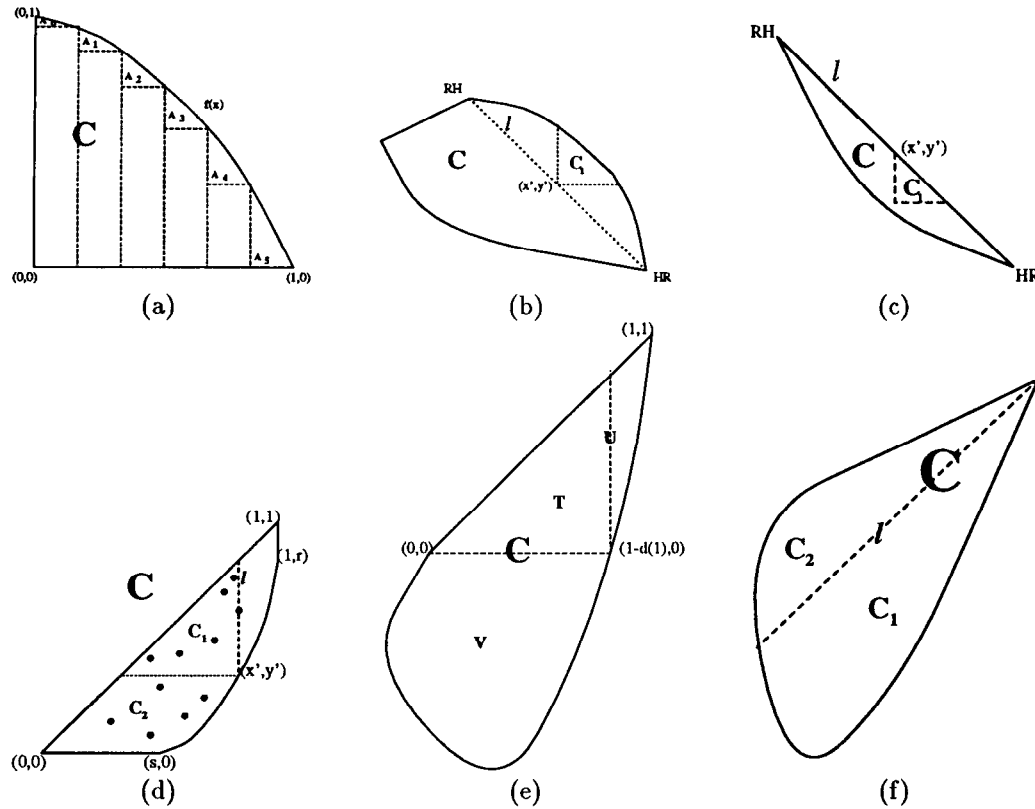 (0,1)
A₀
A₁
A₂
f(x)
A₃
C
A₄
A₅
(0,0)
(1,0)
(a)
RH
l
C
C₁
(x',y')
HR
(b)
RH
l
(x',y')
C
C₁
HR
(c)
(1,1)
(1,r)
C
l
C₁
(x',y')
C₂
(0,0)
(s,0)
(d)
(1,1)
U
T
(0,0)
C
(1-d(1),0)
V
(e)
C
C₂
l
C₁
(f)